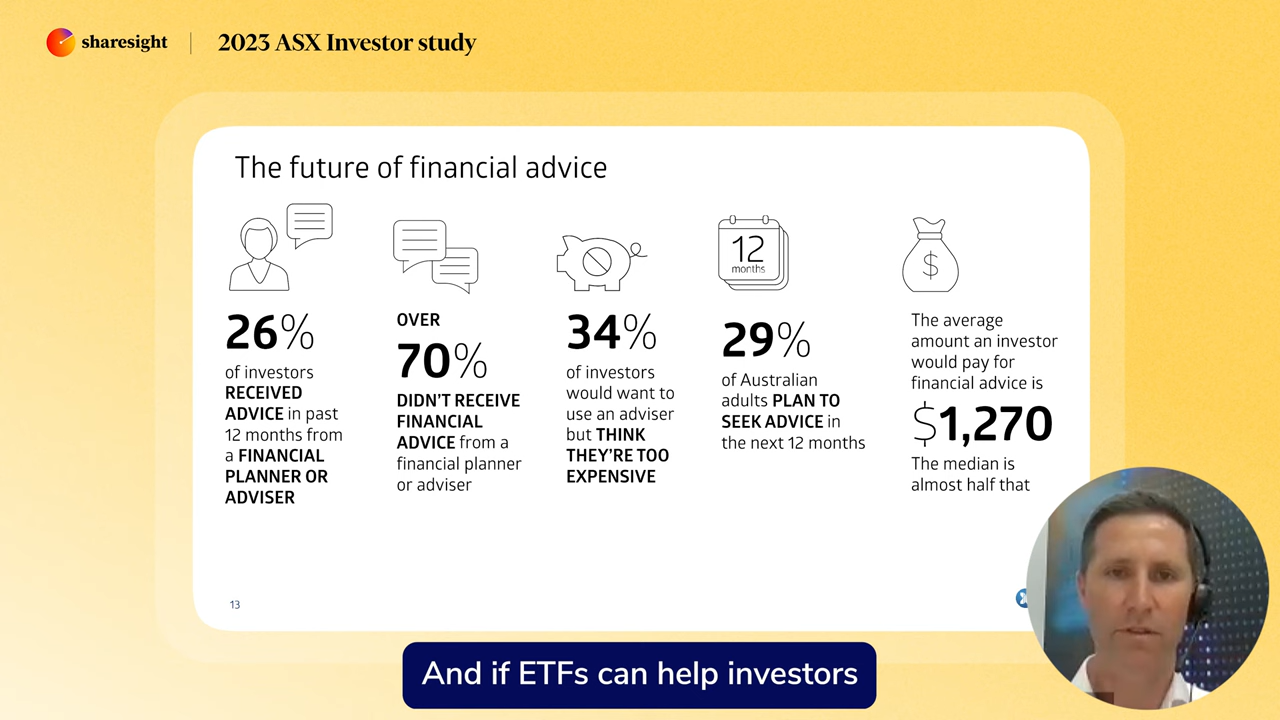 sharesight | 2023 ASX Investor study
The future of financial advice
26%
of investors
RECEIVED
ADVICE in past
12 months from
a FINANCIAL
PLANNER OR
ADVISER
OVER
70%
DIDN'T RECEIVE
FINANCIAL
ADVICE from a
financial planner
or adviser
34%
of investors
would want to
use an adviser
but THINK
THEY'RE TOO
EXPENSIVE
12
months
29%
of Australian
adults PLAN TO
SEEK ADVICE in
the next 12 months
$
The average
amount an investor
would pay for
financial advice is
$1,270
The median is
almost half that
13
And if ETFs can help investors